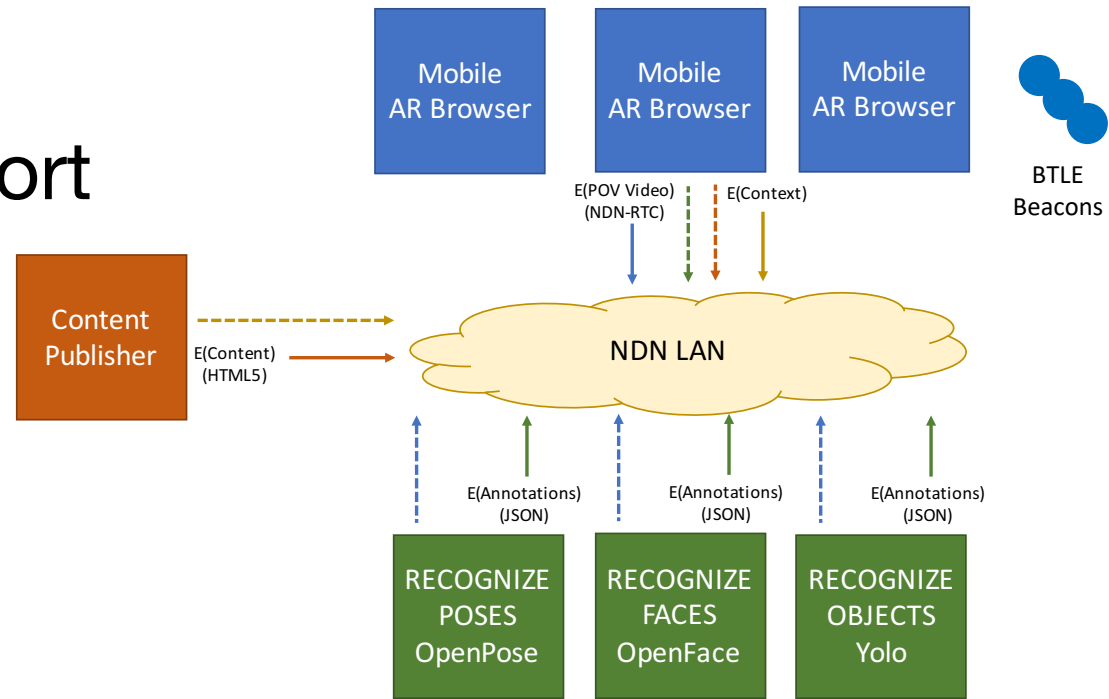 ort
Mobile
AR Browser
Mobile
AR Browser
Mobile
AR Browser
BTLE
Beacons
E(POV Video)
(NDN-RTC)
E(Context)
Content
Publisher
E(Content)
(HTML5)
NDN LAN
E(Annotations)
(JSON)
E(Annotations)
(JSON)
E(Annotations)
(JSON)
RECOGNIZE
POSES
OpenPose
RECOGNIZE
FACES
OpenFace
RECOGNIZE
OBJECTS
Yolo